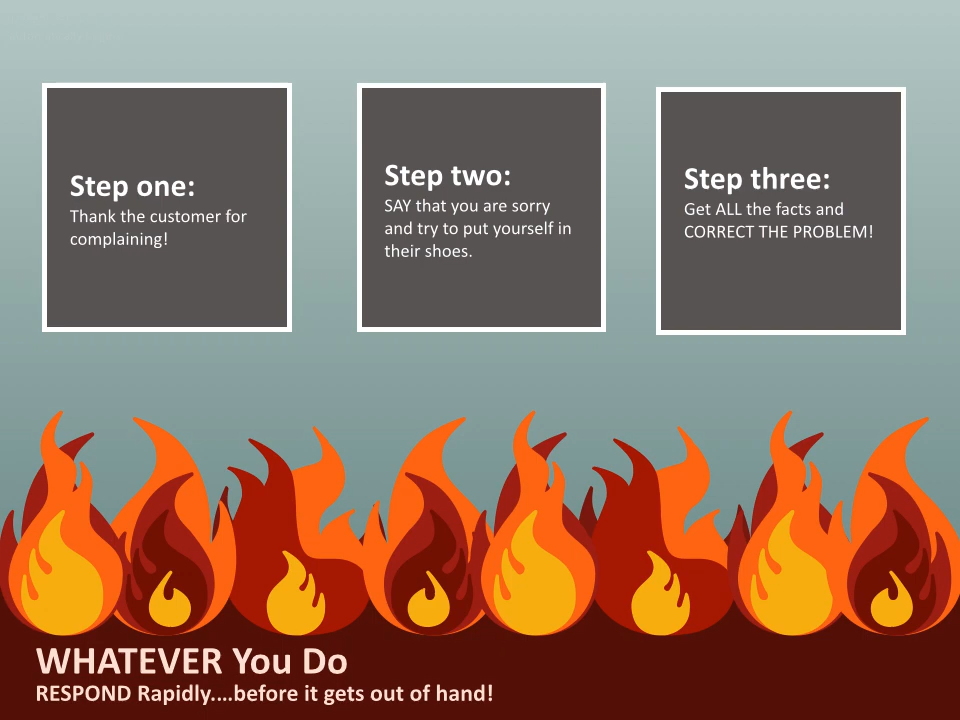 Step one:
Thank the customer for
complaining!
Step two:
SAY that you are sorry
and try to put yourself in
their shoes.
Step three:
Get ALL the facts and
CORRECT THE PROBLEM!
WHATEVER You Do
RESPOND Rapidly....before it gets out of hand!